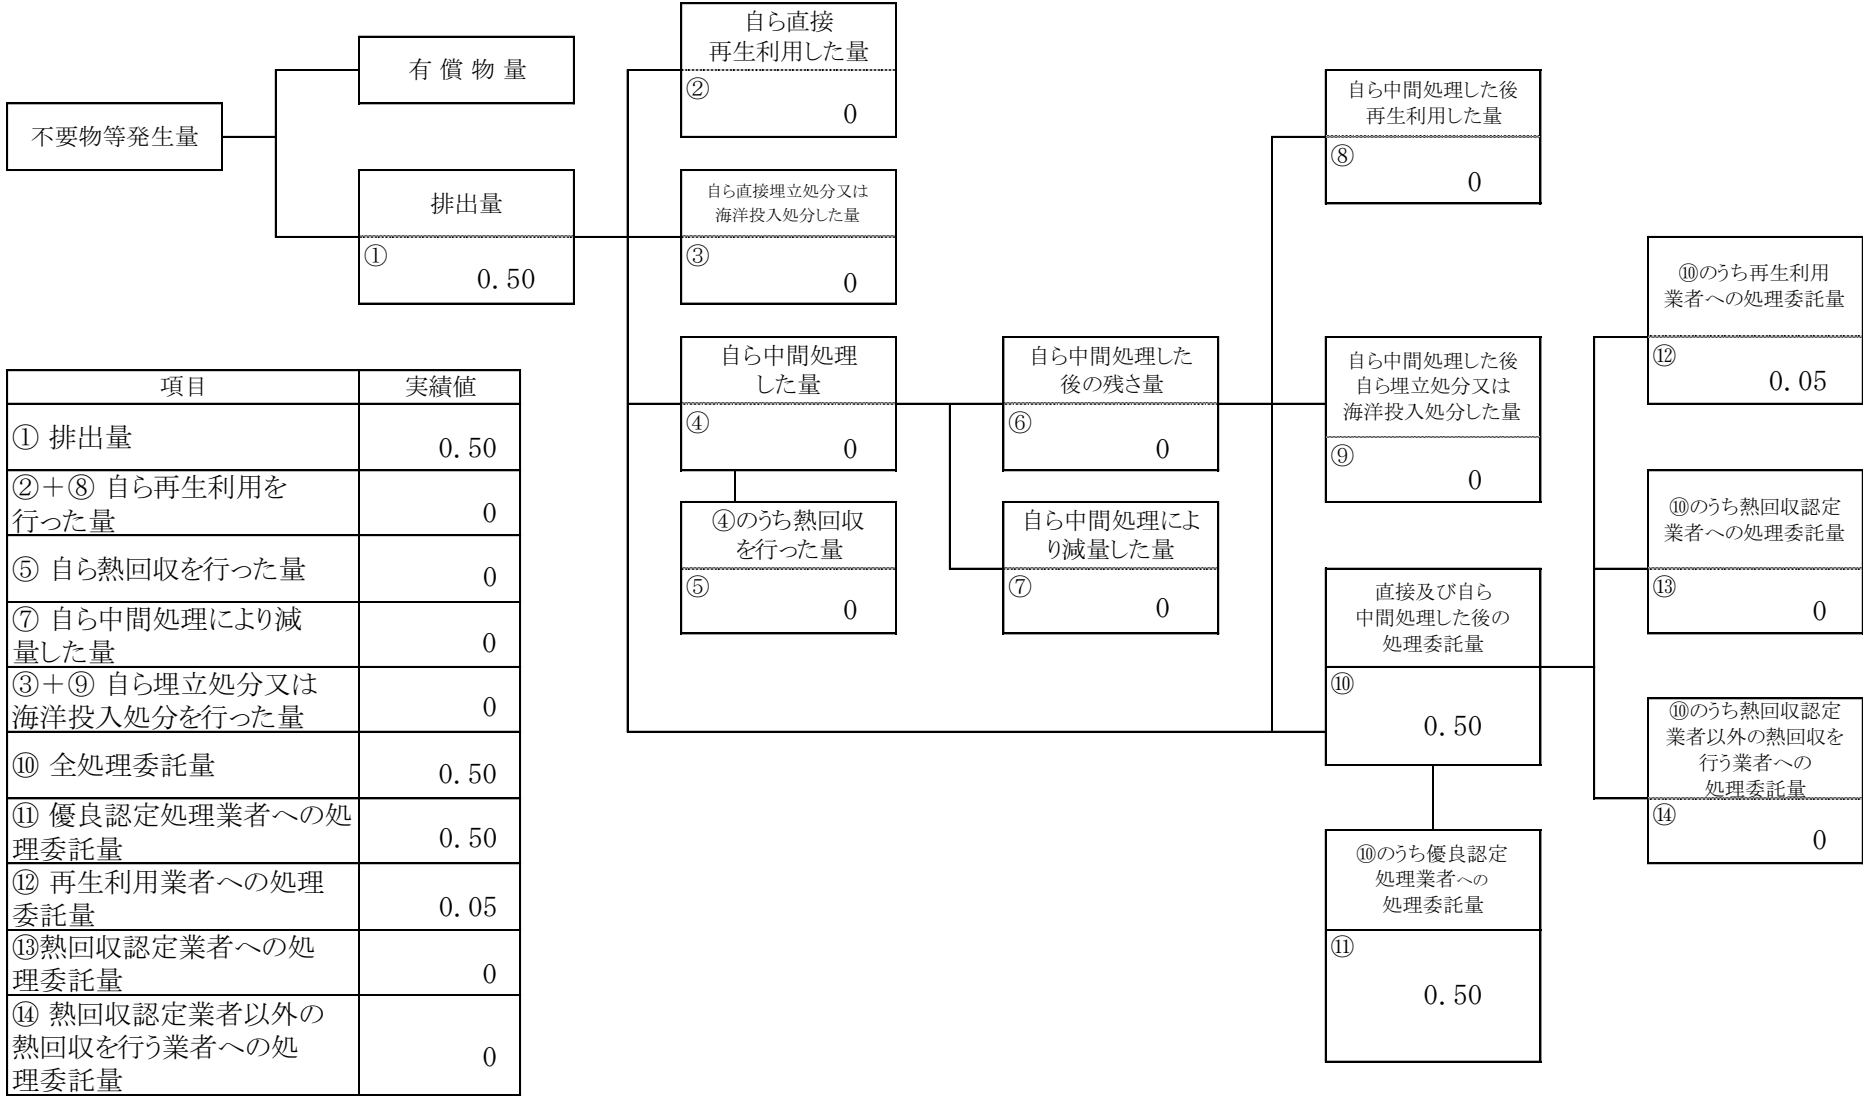 自ら直接
再生利用した量
②
0
有 償 物 量
不要物等発生量
排出量
①
0.50
自ら直接埋立処分又は
海洋投入処分した量
③
0
自ら中間処理した後
再生利用した量
⑧
0
⑩のうち再生利用
業者への処理委託量
⑫
0.05
自ら中間処理
した量
④
0
自ら中間処理した
後の残さ量
⑥
0
自ら中間処理した後
自ら埋立処分又は
海洋投入処分した量
⑨
0
④のうち熱回収
を行った量
⑤
0
自ら中間処理によ
り減量した量
⑦
0
⑩のうち熱回収認定
業者への処理委託量
⑬
0
直接及び自ら
中間処理した後の
処理委託量
⑩
0.50
⑩のうち熱回収認定
業者以外の熱回収を
行う業者への
処理委託量
⑭
0
⑩のうち優良認定
処理業者への
処理委託量
⑪
0.50
項目 実績値
① 排出量 0.50
②+⑧ 自ら再生利用を
行った量 0
⑤ 自ら熱回収を行った量 0
⑦ 自ら中間処理により減
量した量 0
③+⑨ 自ら埋立処分又は
海洋投入処分を行った量 0
⑩ 全処理委託量 0.50
⑪ 優良認定処理業者への処
理委託量 0.50
⑫ 再生利用業者への処理
委託量 0.05
⑬熱回収認定業者への処
理委託量 0
⑭ 熱回収認定業者以外の
熱回収を行う業者への処
理委託量 0